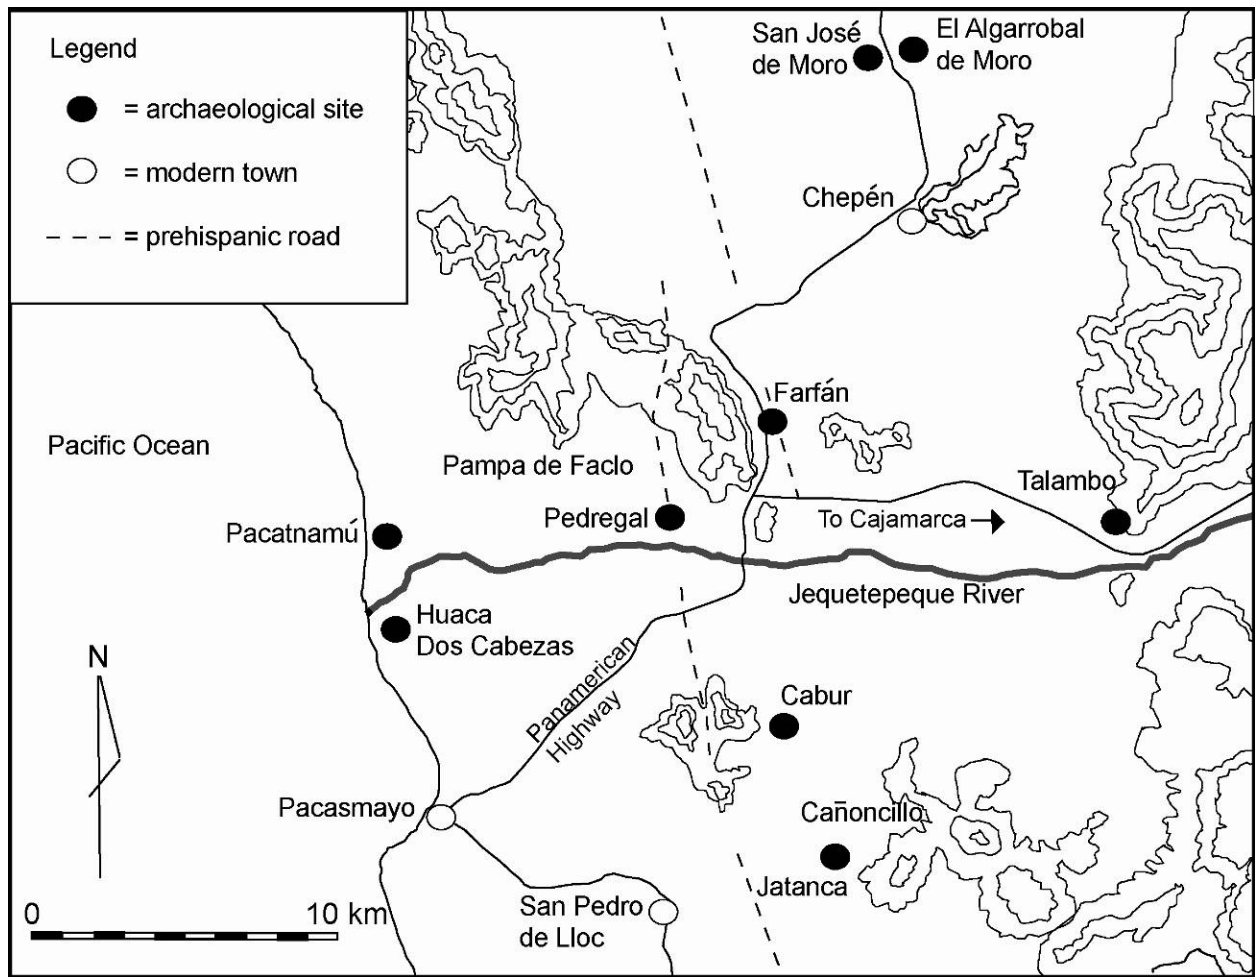 Legend
= archaeological site
= modern town
= prehispanic road
San José
de Moro
El Algarrobal
de Moro
Chepén
Farfán
Pacific Ocean
Pampa de Faclo
Talambo
Pedregal
To Cajamarca
Pacatnamú
Jequetepeque River
Huaca
Dos Cabezas
N
Panamerican
Highway
Cabur
Pacasmayo
Cañoncillo
Jatanca
San Pedro
de Lloc
0 10 km